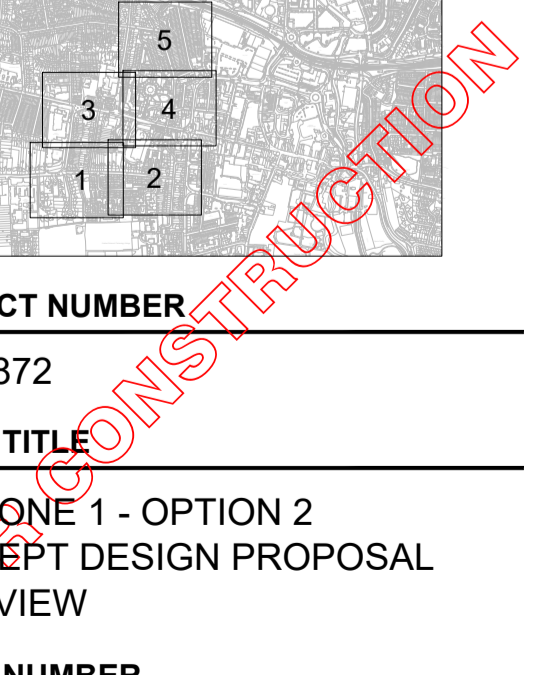 5
3 4
1 2
CT NUMBER
372
TITLE
ONE 1 - OPTION 2
EPT DESIGN PROPOSAL
VIEW
NUMBER
R CONSTRUCTION